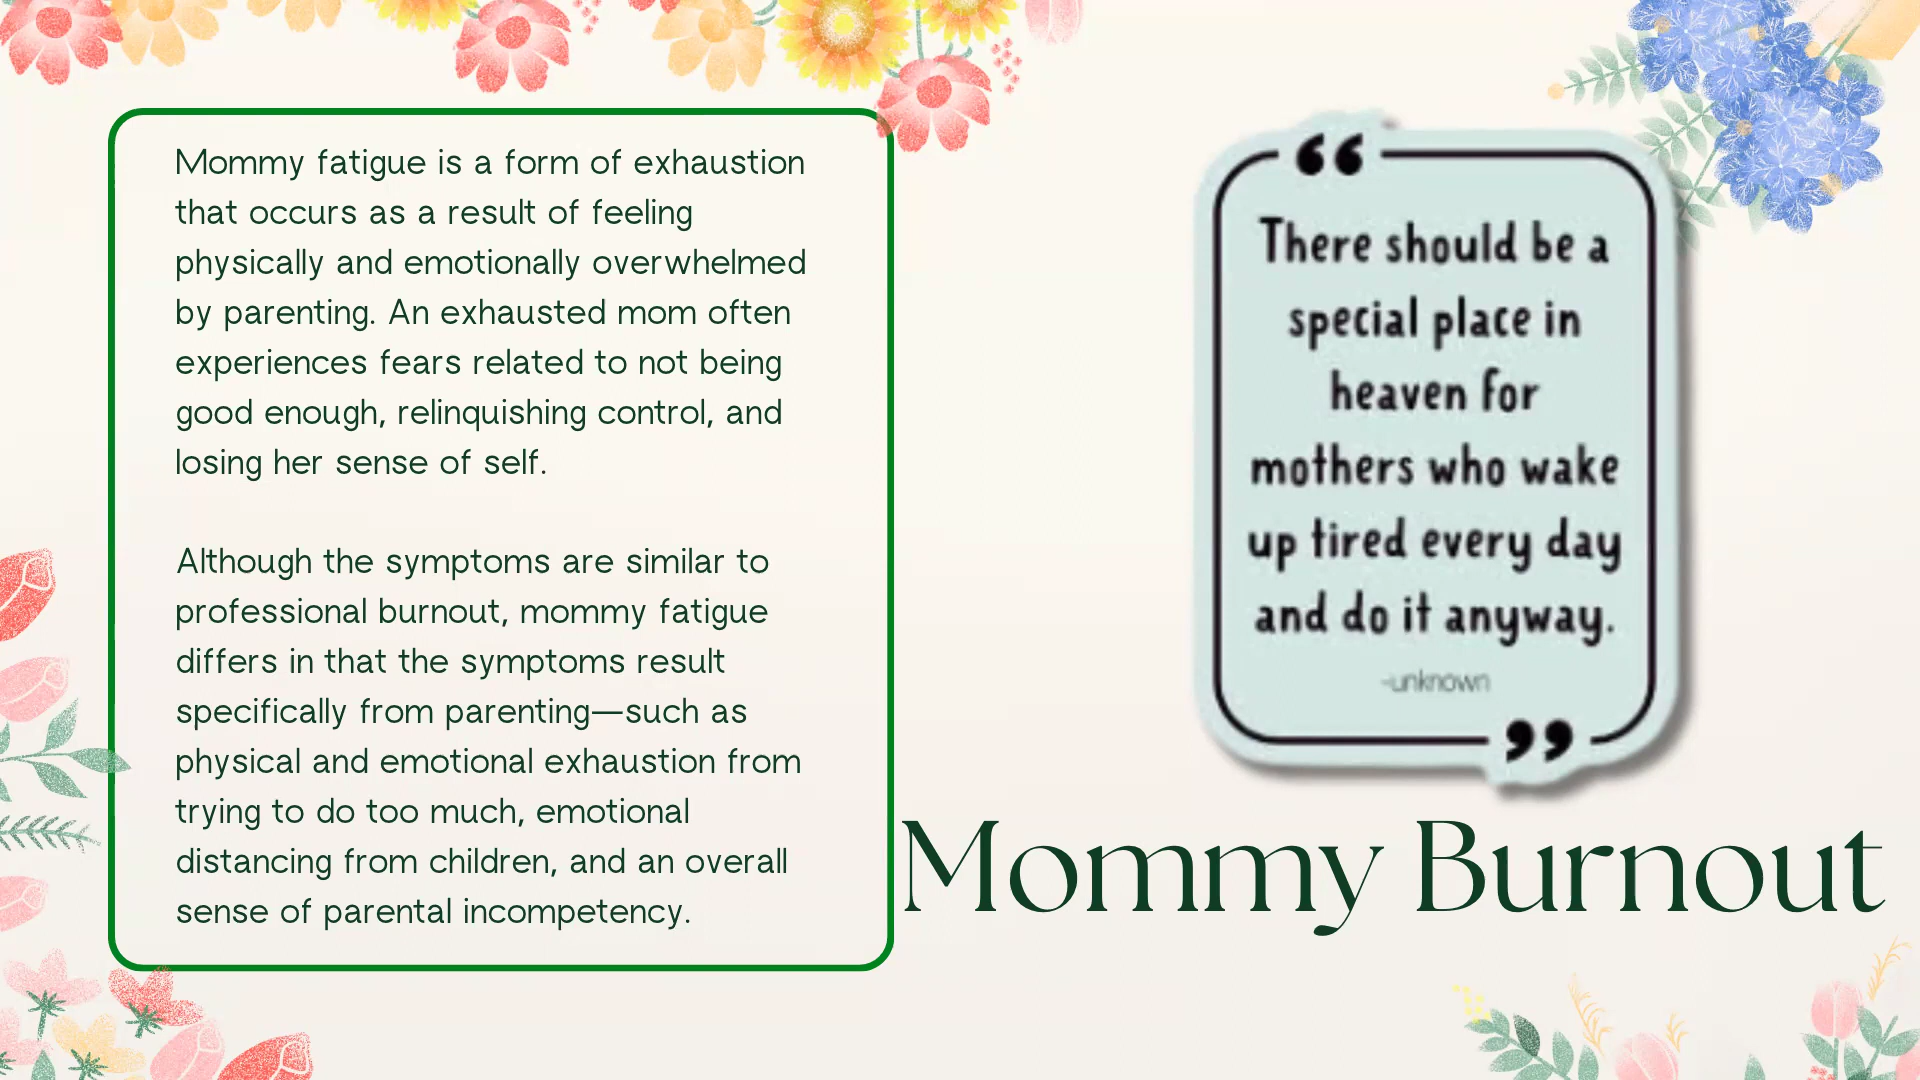 Mommy fatigue is a form of exhaustion
that occurs as a result of feeling
physically and emotionally overwhelmed
by parenting. An exhausted mom often
experiences fears related to not being
good enough, relinquishing control, and
losing her sense of self.
Although the symptoms are similar to
professional burnout, mommy fatigue
differs in that the symptoms result
specifically from parenting—such as
physical and emotional exhaustion from
trying to do too much, emotional
distancing from children, and an overall
sense of parental incompetency.
“
There should be a
special place in
heaven for
mothers who wake
up tired every day
and do it anyway.
-unknown
”
Mommy Burnout